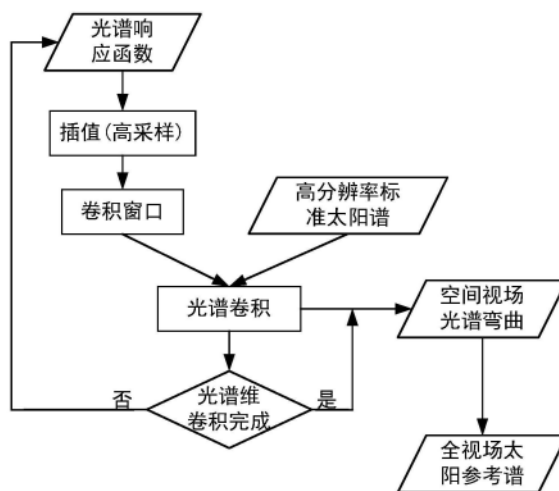 光谱响
应函数
插值(高采样)
卷积窗口
高分辨率标
准太阳谱
光谱卷积
空间视场
光谱弯曲
否
光谱维
卷积完成
是
全视场太
阳参考谱